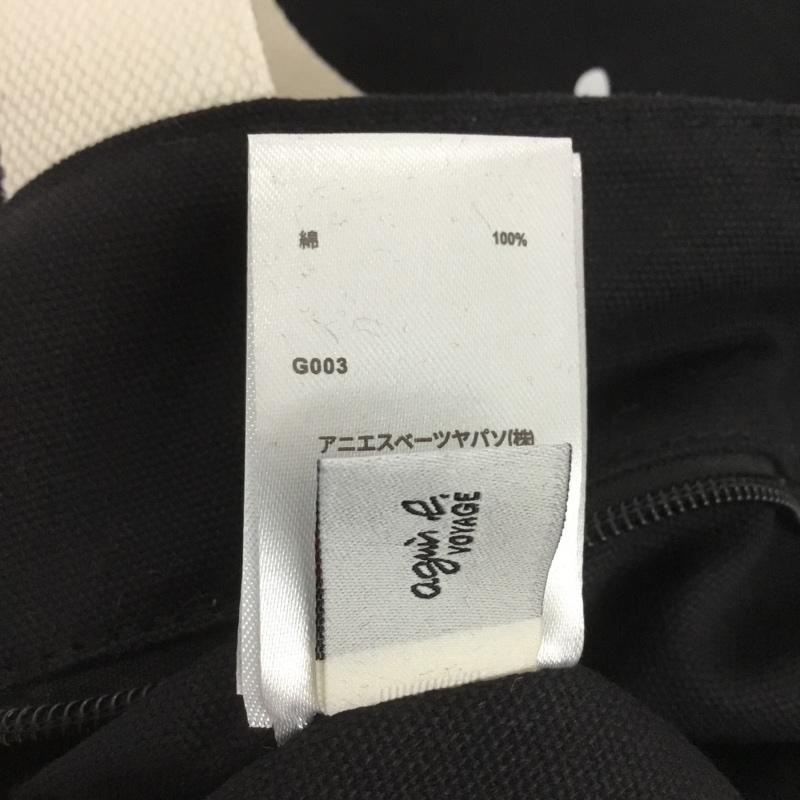 綿 100%
G003
アニエスベーツヤパソ(株)
agnès b.
VOYAGE